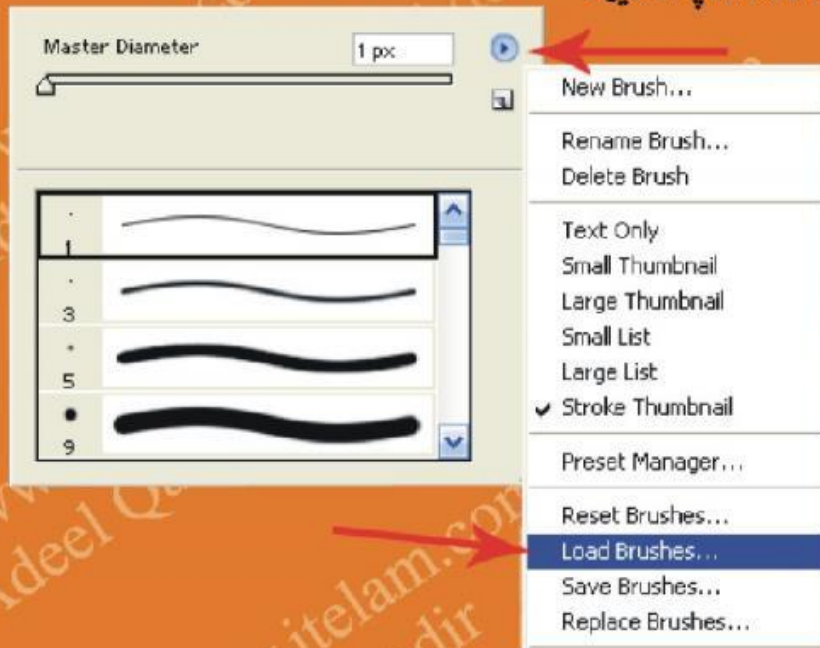 Master Diameter 1 px
1
3
5
9
New Brush...
Rename Brush...
Delete Brush
Text Only
Small Thumbnail
Large Thumbnail
Small List
Large List
Stroke Thumbnail
Preset Manager...
Reset Brushes...
Load Brushes...
Save Brushes...
Replace Brushes...